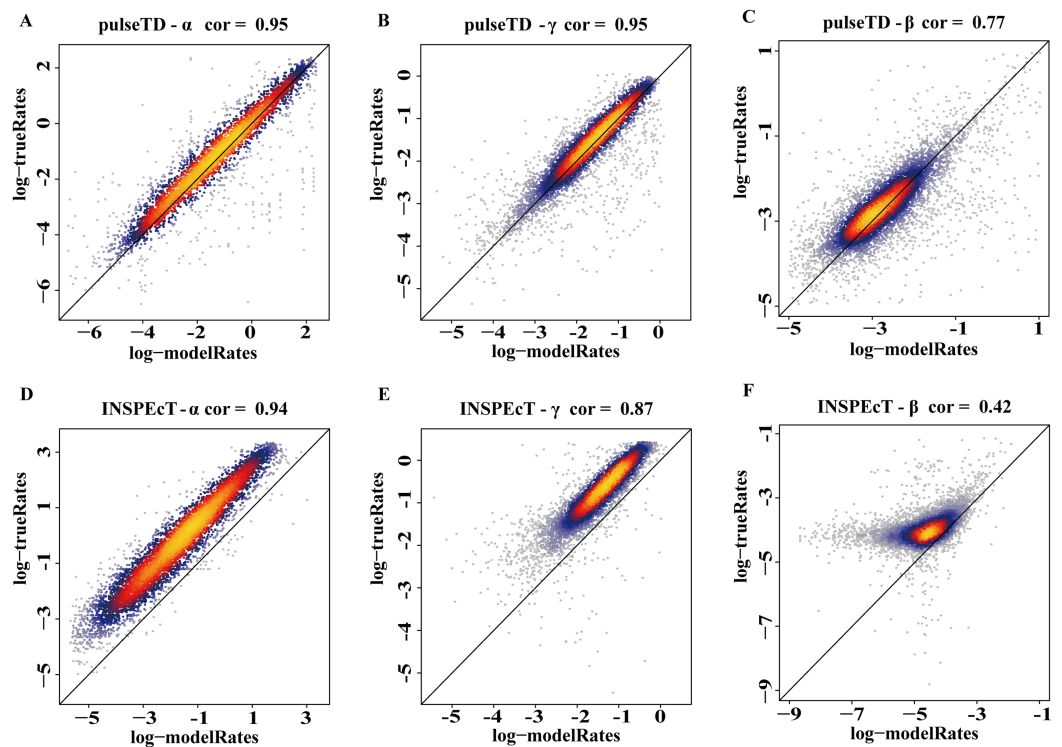 A
pulseTD - α cor = 0.95
log−trueRates
2
0
−2
−4
−6
−6 −4 −2 0 2
log−modelRates
B
pulseTD - γ cor = 0.95
log−trueRates
0
−1
−2
−3
−4
−5
−5 −4 −3 −2 −1 0
log−modelRates
C
pulseTD - β cor = 0.77
log−trueRates
1
−1
−3
−5
−5 −3 −1 1
log−modelRates
D
INSPEcT - α cor = 0.94
log−trueRates
3
1
−1
−3
−5
−5 −3 −1 1 3
log−modelRates
E
INSPEcT - γ cor = 0.87
log−trueRates
0
−1
−2
−3
−4
−5
−5 −4 −3 −2 −1 0
log−modelRates
F
INSPEcT - β cor = 0.42
log−trueRates
−1
−3
−5
−7
−9
−9 −7 −5 −3 −1
log−modelRates